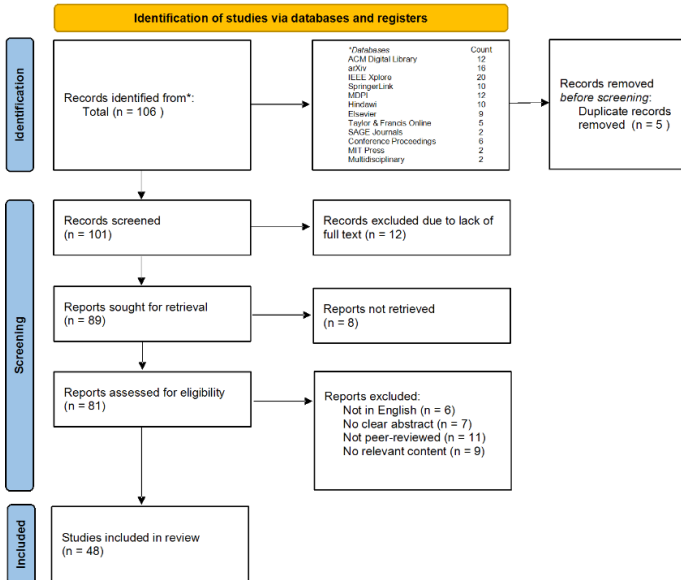 Identification of studies via databases and registers
Identification
Records identified from*:
Total (n = 106 )
*Databases Count
ACM Digital Library 12
arXiv 16
IEEE Xplore 20
SpringerLink 10
MDPI 12
Hindawi 10
Elsevier 9
Taylor & Francis Online 5
SAGE Journals 2
Conference Proceedings 6
MIT Press 2
Multidisciplinary 2
Records removed
before screening:
Duplicate records
removed (n = 5 )
Screening
Records screened
(n = 101)
Records excluded due to lack of
full text (n = 12)
Reports sought for retrieval
(n = 89)
Reports not retrieved
(n = 8)
Reports assessed for eligibility
(n = 81)
Reports excluded:
Not in English (n = 6)
No clear abstract (n = 7)
Not peer-reviewed (n = 11)
No relevant content (n = 9)
Included
Studies included in review
(n = 48)